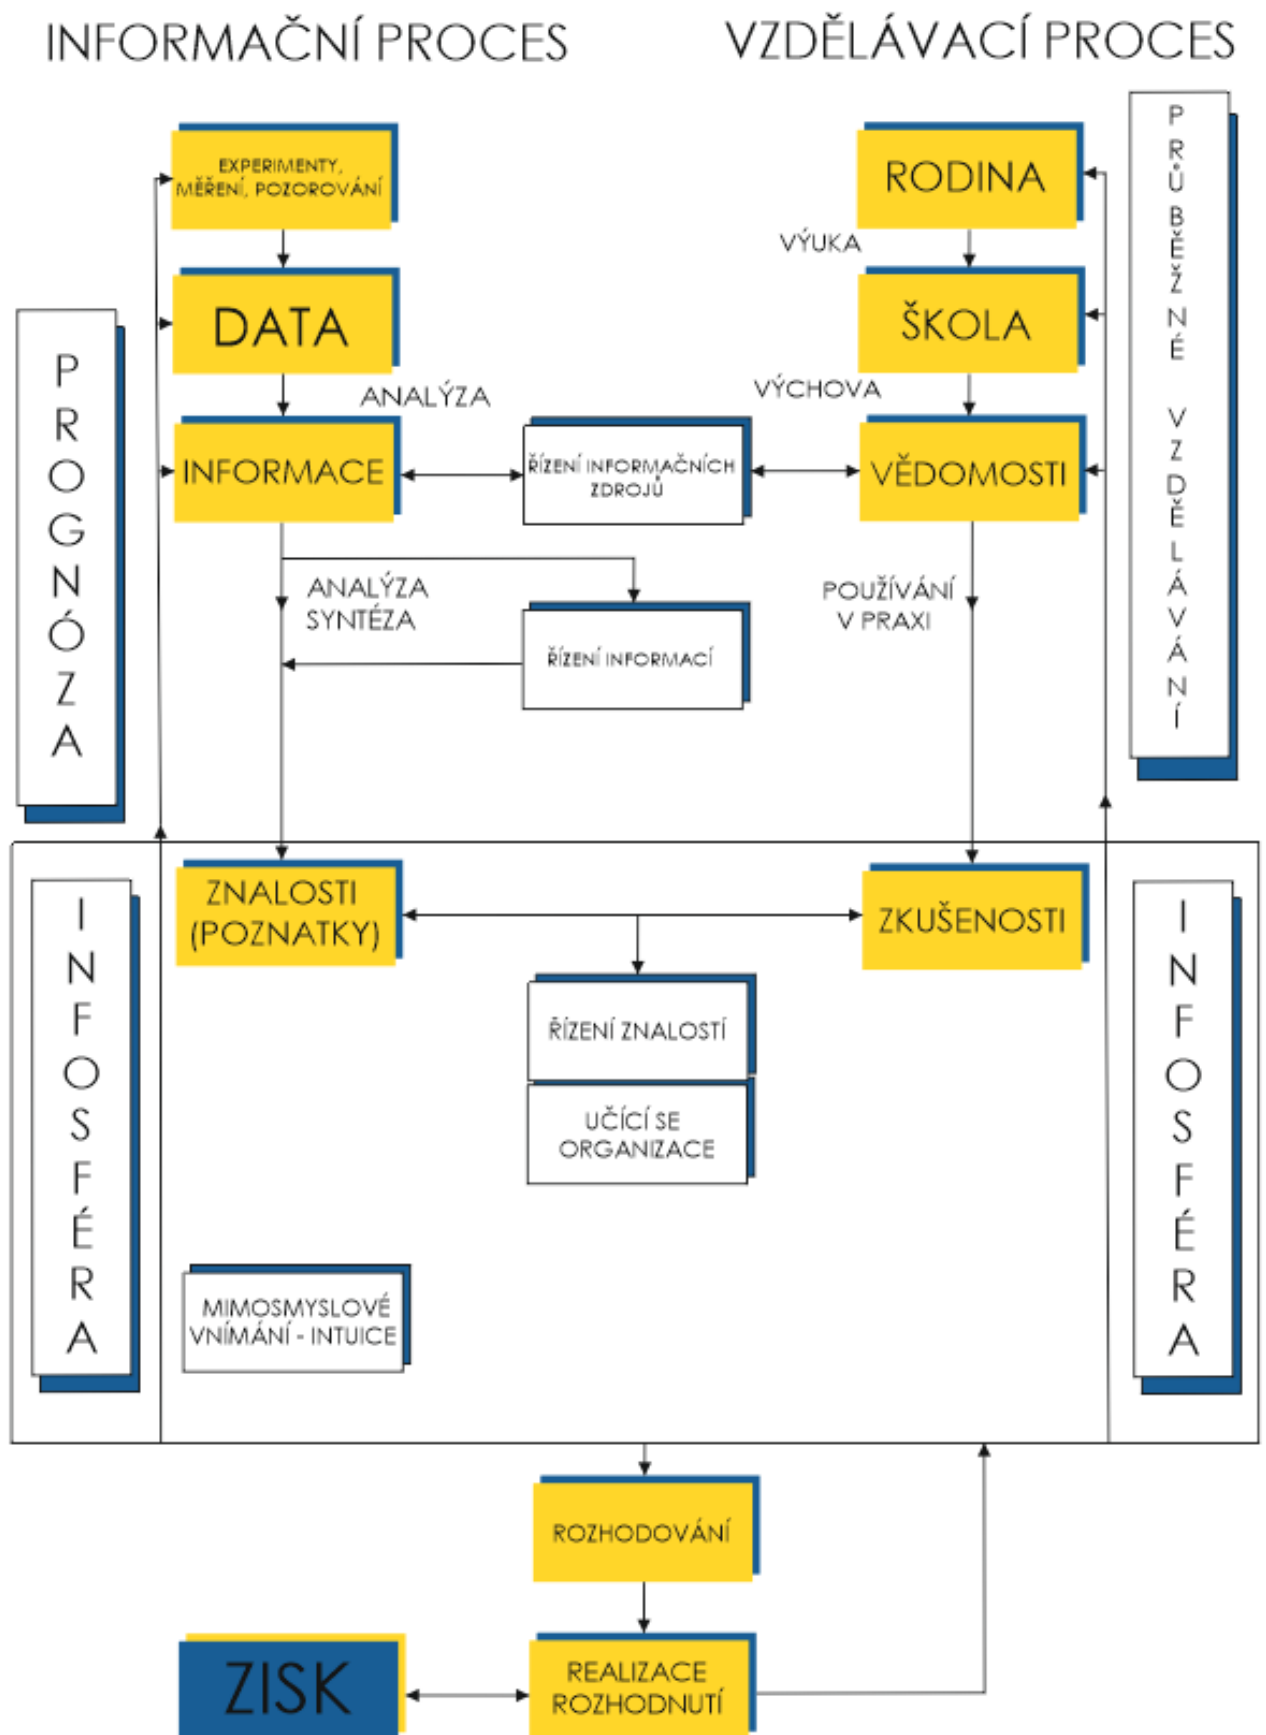 INFORMAČNÍ PROCES
VZDĚLÁVACÍ PROCES
EXPERIMENTY,
MĚŘENÍ, POZOROVÁNÍ
RODINA
PRŮBĚŽNÉ VZDĚLÁVÁNÍ
VÝUKA
DATA
ŠKOLA
PROGNÓZA
ANALÝZA
VÝCHOVA
INFORMACE
ŘÍZENÍ INFORMAČNÍCH
ZDROJŮ
VĚDOMOSTI
ANALÝZA
SYNTÉZA
POUŽÍVÁNÍ
V PRAXI
ŘÍZENÍ INFORMACÍ
INFOSFÉRA
ZNALOSTI
(POZNATKY)
ZKUŠENOSTI
INFOSFÉRA
ŘÍZENÍ ZNALOSTÍ
UČÍCÍ SE
ORGANIZACE
MIMOSMYSLOVÉ
VNÍMÁNÍ - INTUICE
ROZHODOVÁNÍ
ZISK
REALIZACE
ROZHODNUTÍ